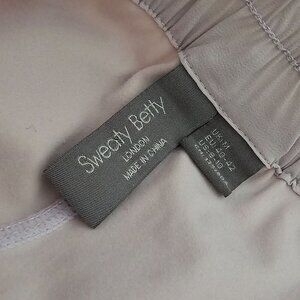 Sweaty Betty
LONDON
MADE IN CHINA
UK-M
EU 40-42
US-8-10